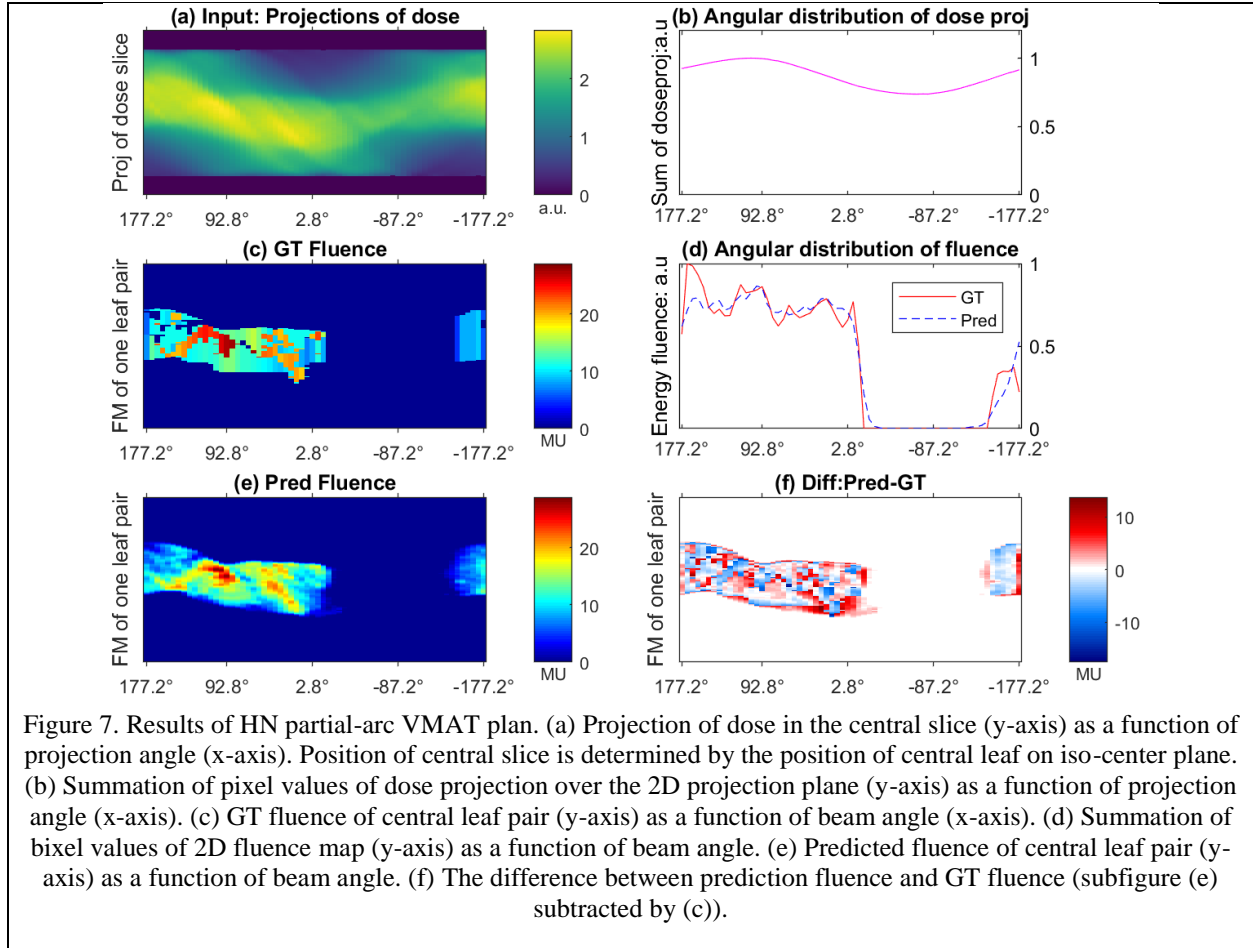 (a) Input: Projections of dose
Proj of dose slice
2
1
0
a.u.
177.2° 92.8° 2.8° -87.2° -177.2°
(b) Angular distribution of dose proj
Sum of doseproj:a.u
1
0.5
0
177.2° 92.8° 2.8° -87.2° -177.2°
(c) GT Fluence
FM of one leaf pair
20
10
0
MU
177.2° 92.8° 2.8° -87.2° -177.2°
(d) Angular distribution of fluence
Energy fluence: a.u
GT
Pred
1
0.5
0
177.2° 92.8° 2.8° -87.2° -177.2°
(e) Pred Fluence
FM of one leaf pair
20
10
0
MU
177.2° 92.8° 2.8° -87.2° -177.2°
(f) Diff:Pred-GT
FM of one leaf pair
10
0
-10
MU
177.2° 92.8° 2.8° -87.2° -177.2°
Figure 7. Results of HN partial-arc VMAT plan. (a) Projection of dose in the central slice (y-axis) as a function of
projection angle (x-axis). Position of central slice is determined by the position of central leaf on iso-center plane.
(b) Summation of pixel values of dose projection over the 2D projection plane (y-axis) as a function of projection
angle (x-axis). (c) GT fluence of central leaf pair (y-axis) as a function of beam angle (x-axis). (d) Summation of
bixel values of 2D fluence map (y-axis) as a function of beam angle. (e) Predicted fluence of central leaf pair (y-
axis) as a function of beam angle. (f) The difference between prediction fluence and GT fluence (subfigure (e)
subtracted by (c)).